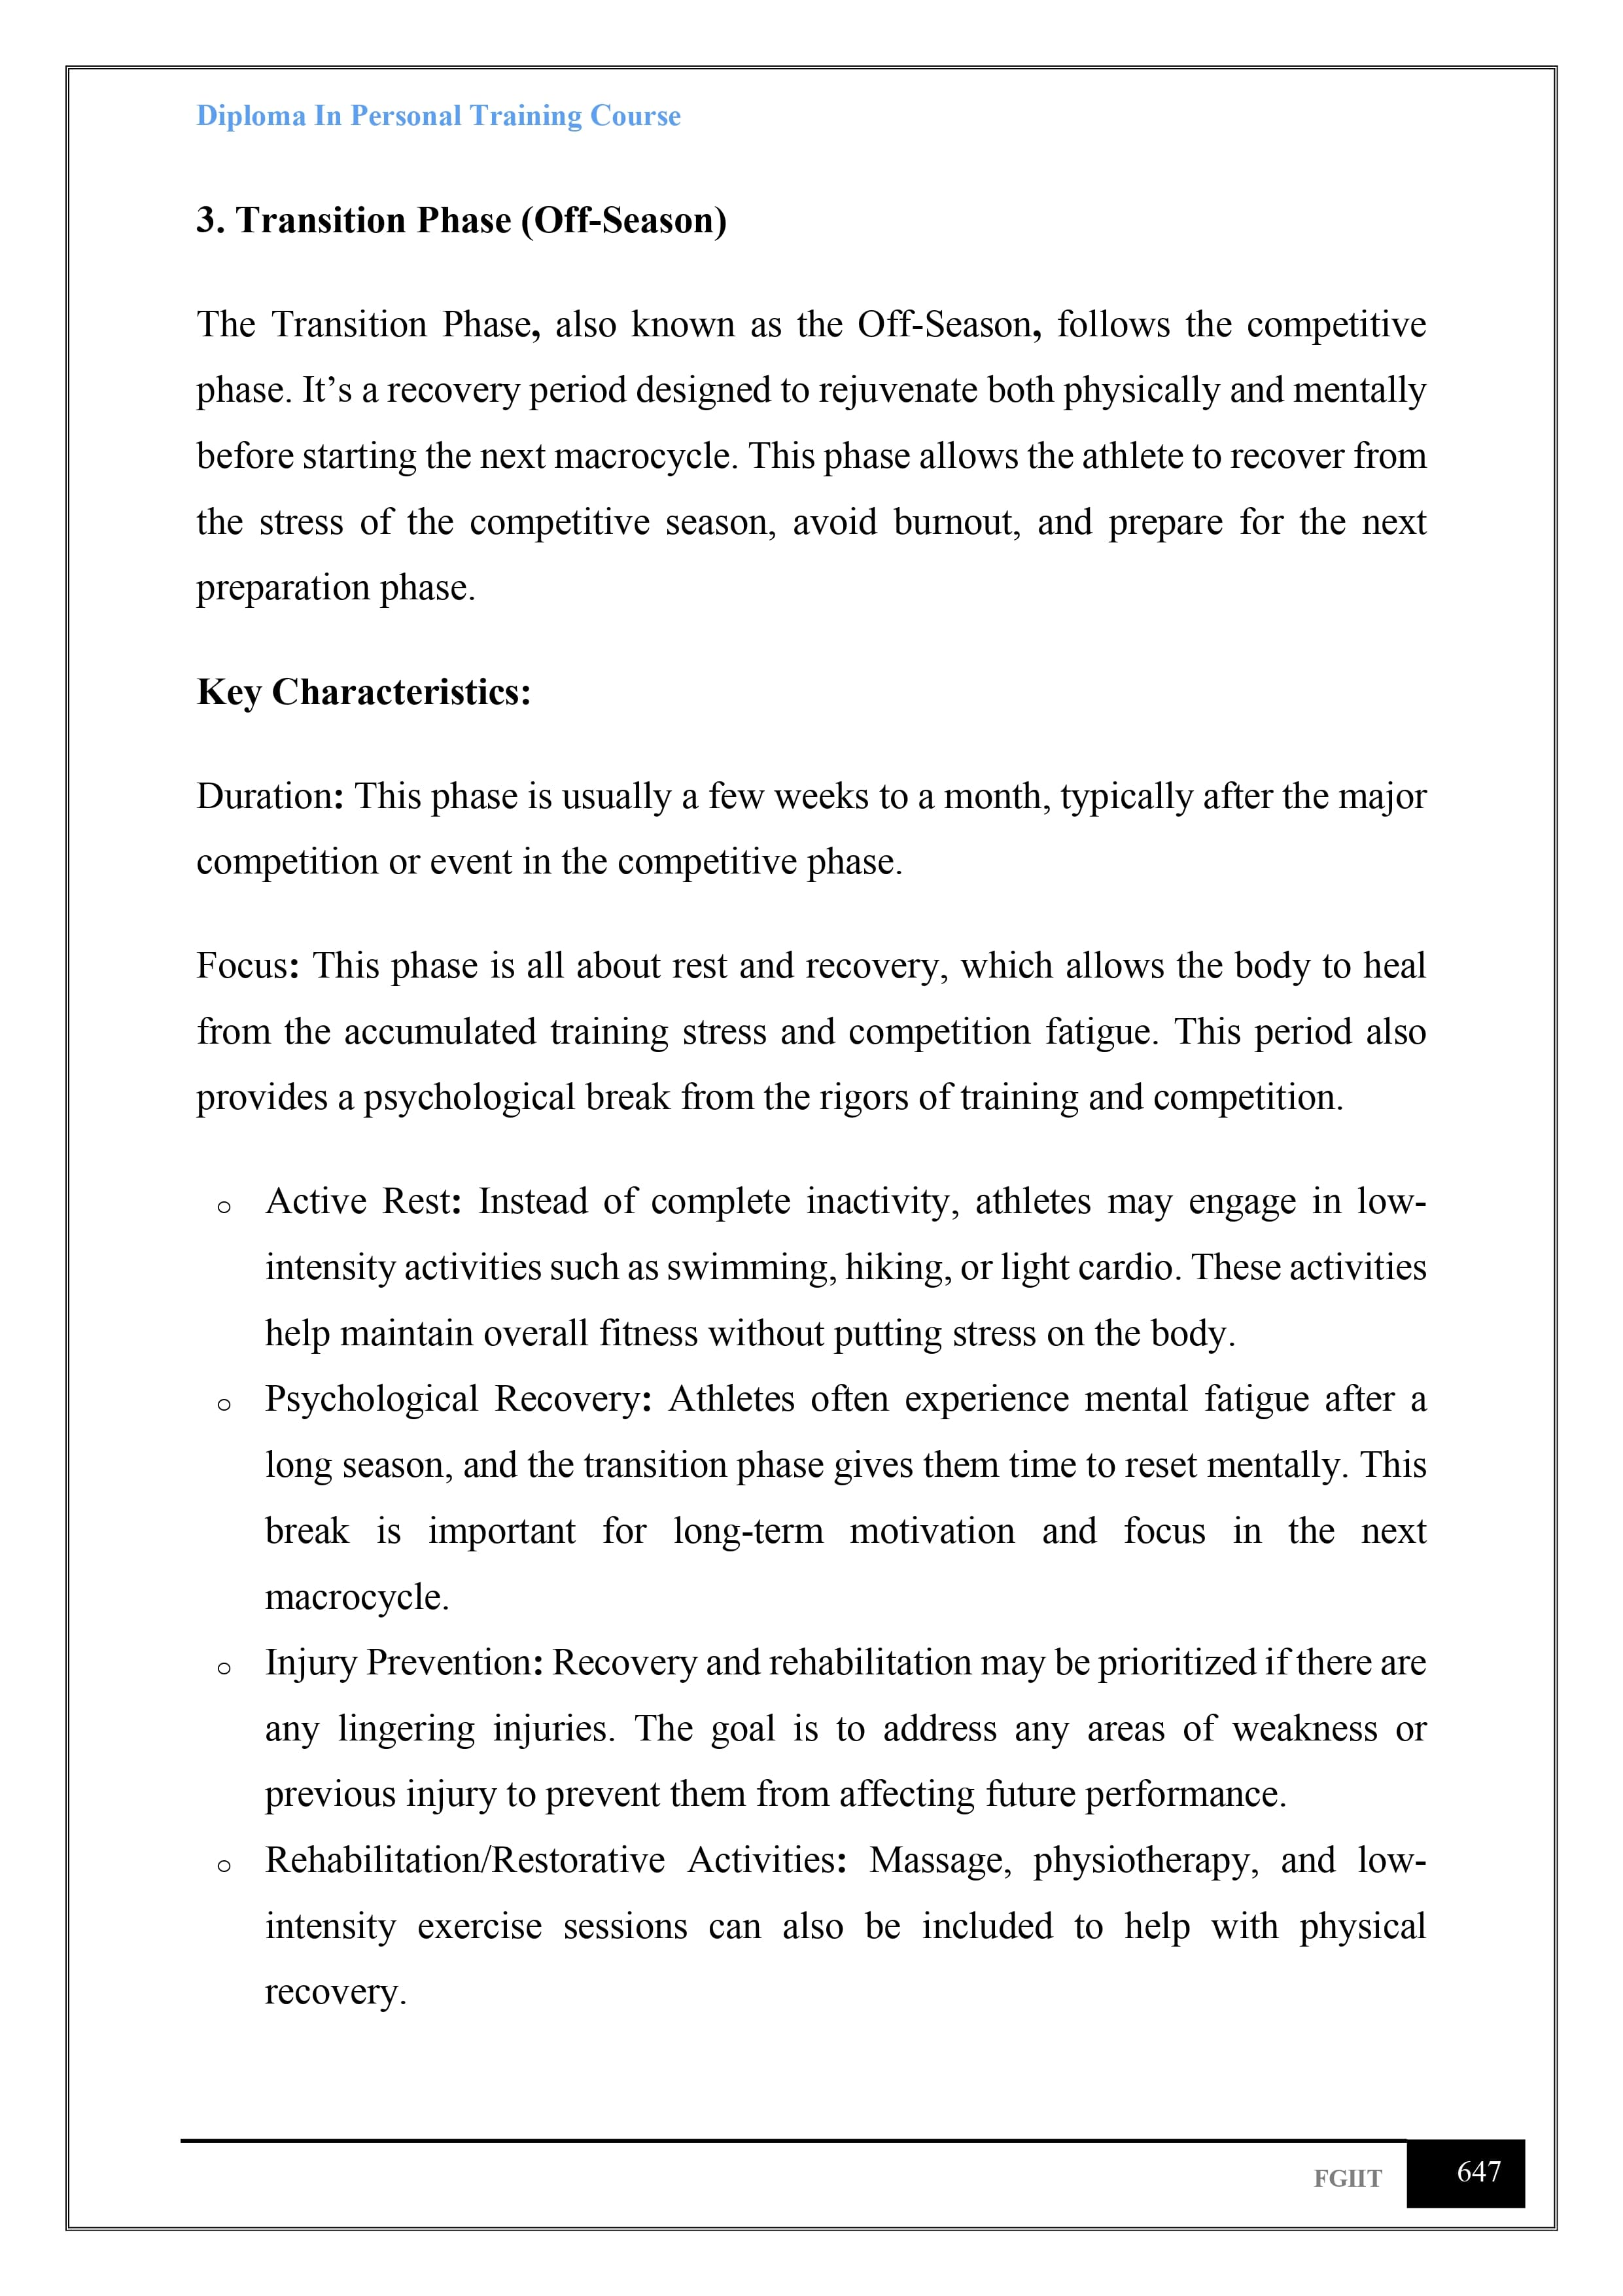 Diploma In Personal Training Course
3. Transition Phase (Off-Season)
The Transition Phase, also known as the Off-Season, follows the competitive
phase. It’s a recovery period designed to rejuvenate both physically and mentally
before starting the next macrocycle. This phase allows the athlete to recover from
the stress of the competitive season, avoid burnout, and prepare for the next
preparation phase.
Key Characteristics:
Duration: This phase is usually a few weeks to a month, typically after the major
competition or event in the competitive phase.
Focus: This phase is all about rest and recovery, which allows the body to heal
from the accumulated training stress and competition fatigue. This period also
provides a psychological break from the rigors of training and competition.
o Active Rest: Instead of complete inactivity, athletes may engage in low-
intensity activities such as swimming, hiking, or light cardio. These activities
help maintain overall fitness without putting stress on the body.
o Psychological Recovery: Athletes often experience mental fatigue after a
long season, and the transition phase gives them time to reset mentally. This
break is important for long-term motivation and focus in the next
macrocycle.
o Injury Prevention: Recovery and rehabilitation may be prioritized if there are
any lingering injuries. The goal is to address any areas of weakness or
previous injury to prevent them from affecting future performance.
o Rehabilitation/Restorative Activities: Massage, physiotherapy, and low-
intensity exercise sessions can also be included to help with physical
recovery.
FGIIT 647